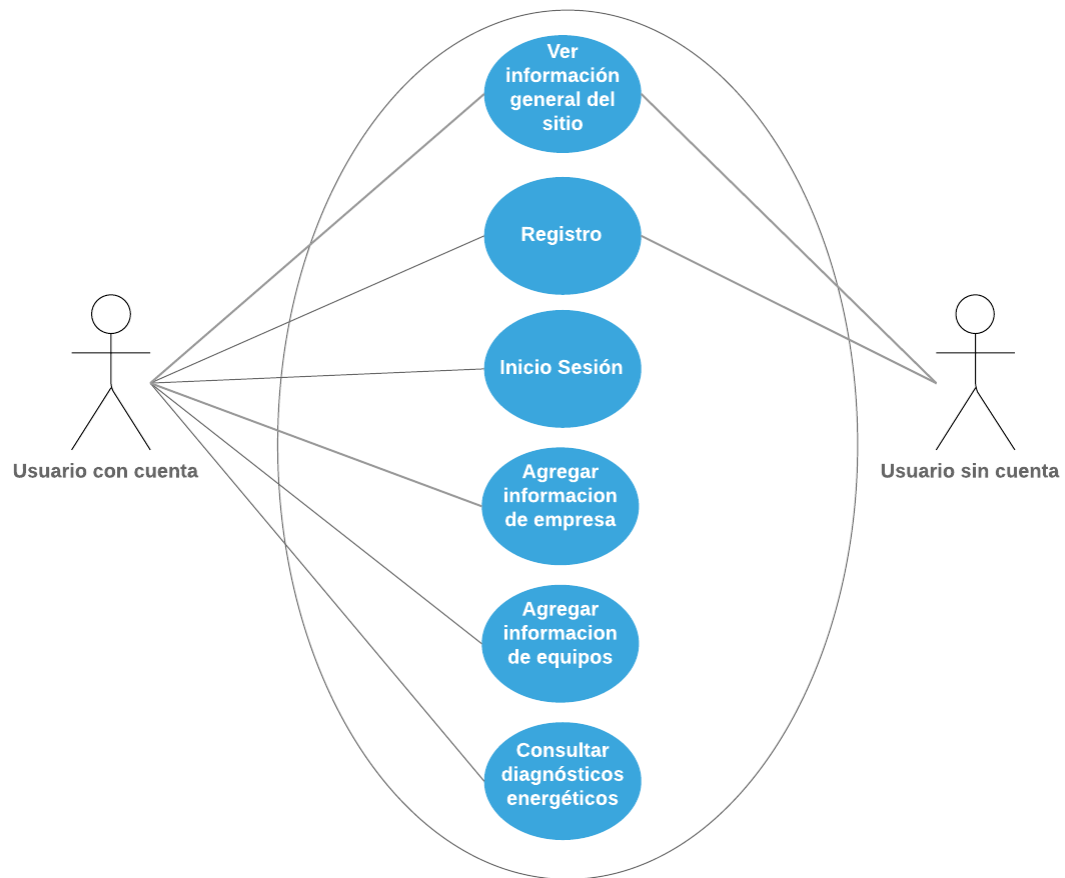 Ver
información
general del
sitio
Registro
Inicio Sesión
Usuario con cuenta
Usuario sin cuenta
Agregar
informacion
de empresa
Agregar
informacion
de equipos
Consultar
diagnósticos
energéticos